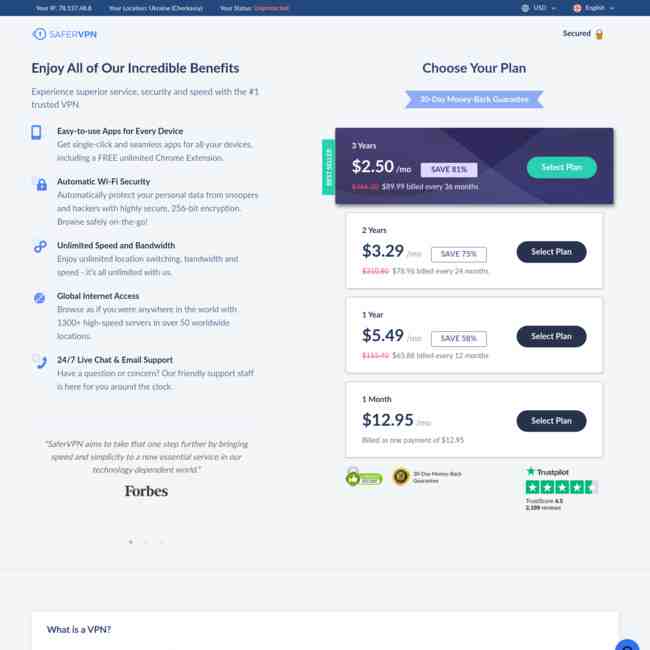 Your IP: 78.137.48.8
Your Location: Ukraine (Cherkassy)
Your Status: Unprotected
USD
English
SAFERVPN
Secured
Enjoy All of Our Incredible Benefits
Experience superior service, security and speed with the #1
trusted VPN
Easy-to-use Apps for Every Device
Get single-click and seamless apps for all your devices,
including a FREE unlimited Chrome Extension.
Automatic Wi-Fi Security
Automatically protect your personal data from snoopers
and hackers with highly secure, 256-bit encryption.
Browse safely on-the-go!
Unlimited Speed and Bandwidth
Enjoy unlimited location switching, bandwidth and
speed - it's all unlimited with us.
Global Internet Access
Browse as if you were anywhere in the world with
1300+ high-speed servers in over 50 worldwide
locations.
24/7 Live Chat & Email Support
Have a question or concern? Our friendly support staff
is here for you around the clock.
"SaferVPN aims to take that one step further by bringing
speed and simplicity to a now essential service in our
technology dependent world."
Forbes
Choose Your Plan
30-Day Money-Back Guarantee
BEST SELLER
3 Years
$2.50 /mo SAVE 81%
$89.99 billed every 36 months
Select Plan
2 Years
$3.29 /mo SAVE 75%
$310.80 $78.96 billed every 24 months
Select Plan
1 Year
$5.49 /mo SAVE 58%
$155.40 $65.88 billed every 12 months
Select Plan
1 Month
$12.95 /mo
Billed as one payment of $12.95
Select Plan
30-Day Money-Back
Guarantee
Trustpilot
TrustScore 4.5
2,109 reviews
What is a VPN?